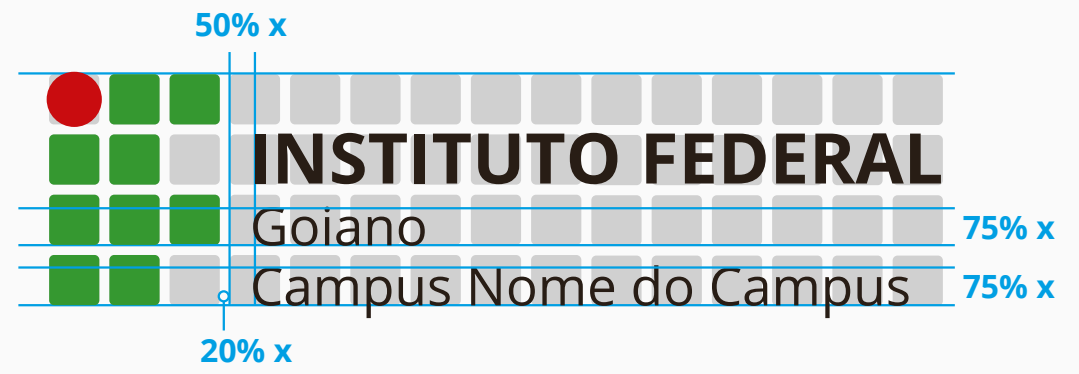 50% x
INSTITUTO FEDERAL
Goiano
75% x
Campus Nome do Campus
75% x
20% x